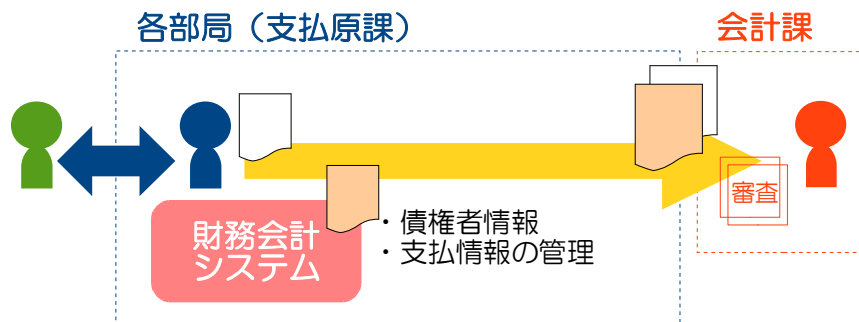 各部局（支払原課）
会計課
審査
財務会計
システム
・債権者情報
・支払情報の管理